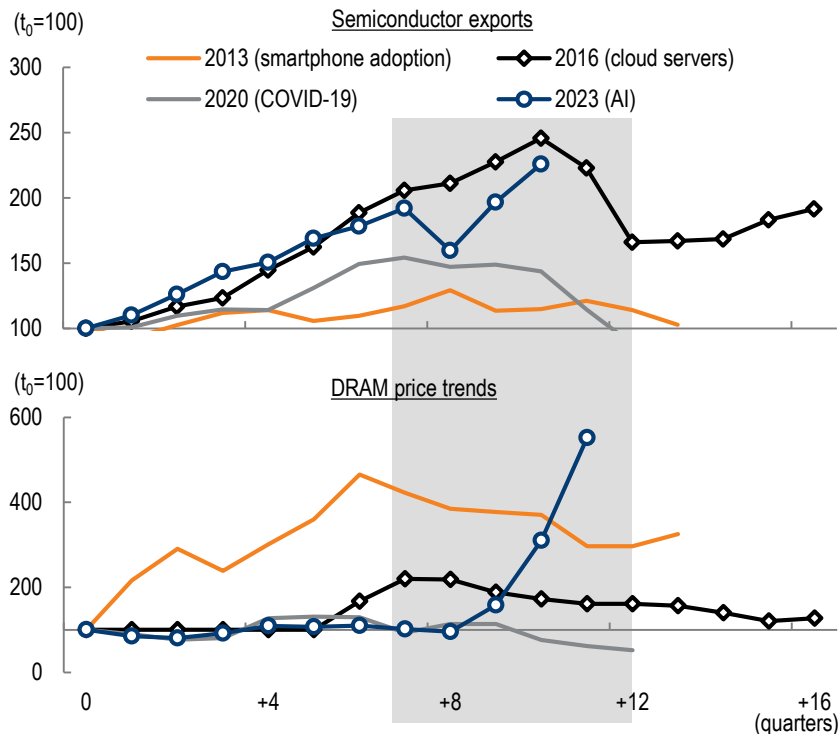 (t₀=100)
Semiconductor exports
2013 (smartphone adoption)
2016 (cloud servers)
2020 (COVID-19)
2023 (AI)
300
250
200
150
100
(t₀=100)
DRAM price trends
600
400
200
0
0
+4
+8
+12
+16
(quarters)